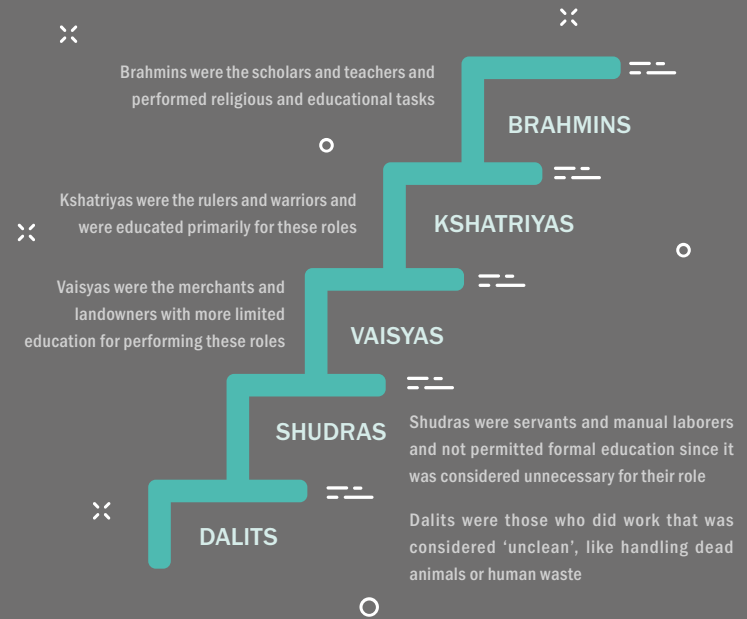 Brahmins were the scholars and teachers and
performed religious and educational tasks
BRAHMINS
Kshatriyas were the rulers and warriors and
were educated primarily for these roles
KSHATRIYAS
Vaisyas were the merchants and
landowners with more limited
education for performing these roles
VAISYAS
SHUDRAS
Shudras were servants and manual laborers
and not permitted formal education since it
was considered unnecessary for their role
DALITS
Dalits were those who did work that was
considered ‘unclean’, like handling dead
animals or human waste